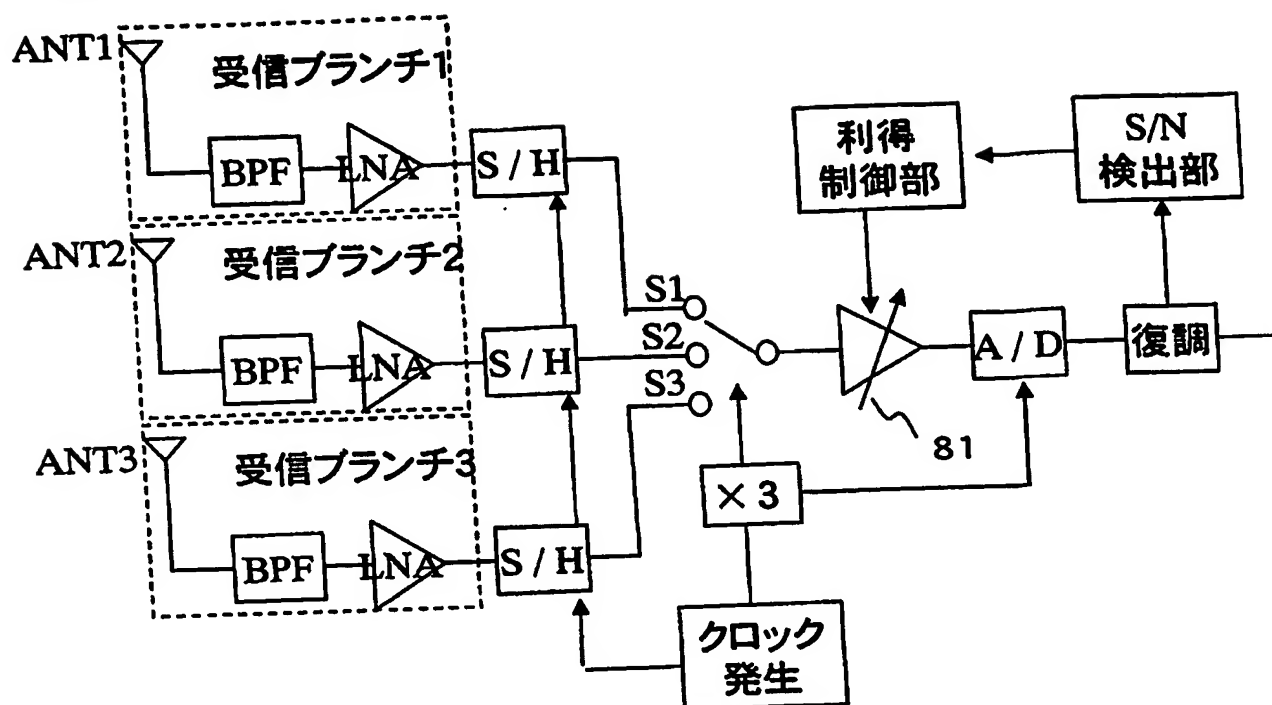 ANT1
受信ブランチ1
BPF
LNA
S / H
ANT2
受信ブランチ2
BPF
LNA
S / H
ANT3
受信ブランチ3
BPF
LNA
S / H
S1
S2
S3
利得
制御部
S/N
検出部
81
A / D
復調
×3
クロック
発生